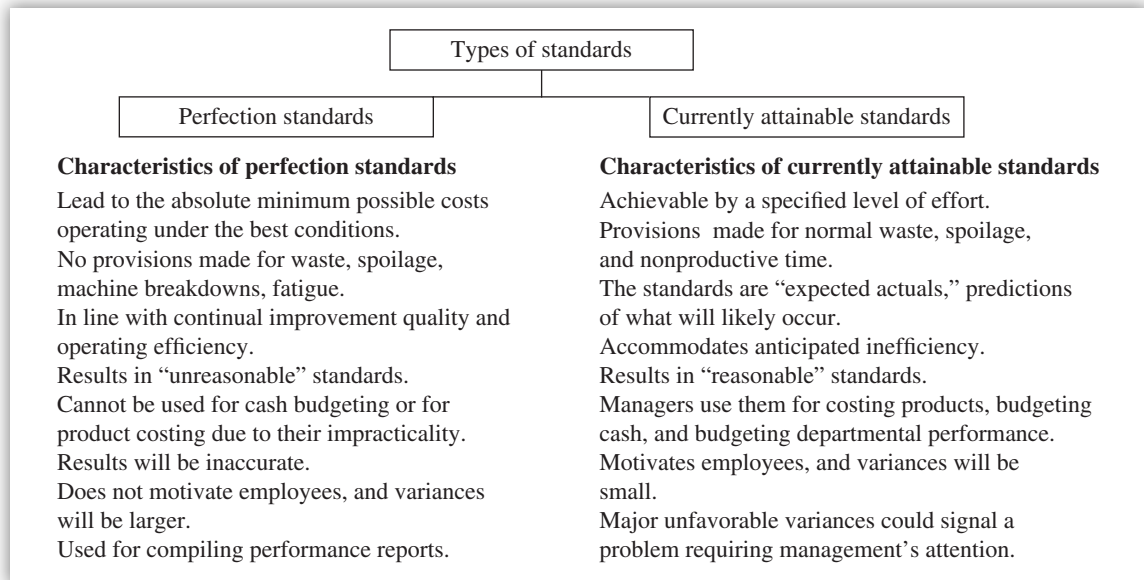 Types of standards
Perfection standards
Currently attainable standards
Characteristics of perfection standards
Lead to the absolute minimum possible costs
operating under the best conditions.
No provisions made for waste, spoilage,
machine breakdowns, fatigue.
In line with continual improvement quality and
operating efficiency.
Results in “unreasonable” standards.
Cannot be used for cash budgeting or for
product costing due to their impracticality.
Results will be inaccurate.
Does not motivate employees, and variances
will be larger.
Used for compiling performance reports.
Characteristics of currently attainable standards
Achievable by a specified level of effort.
Provisions made for normal waste, spoilage,
and nonproductive time.
The standards are “expected actuals,” predictions
of what will likely occur.
Accommodates anticipated inefficiency.
Results in “reasonable” standards.
Managers use them for costing products, budgeting
cash, and budgeting departmental performance.
Motivates employees, and variances will be
small.
Major unfavorable variances could signal a
problem requiring management’s attention.